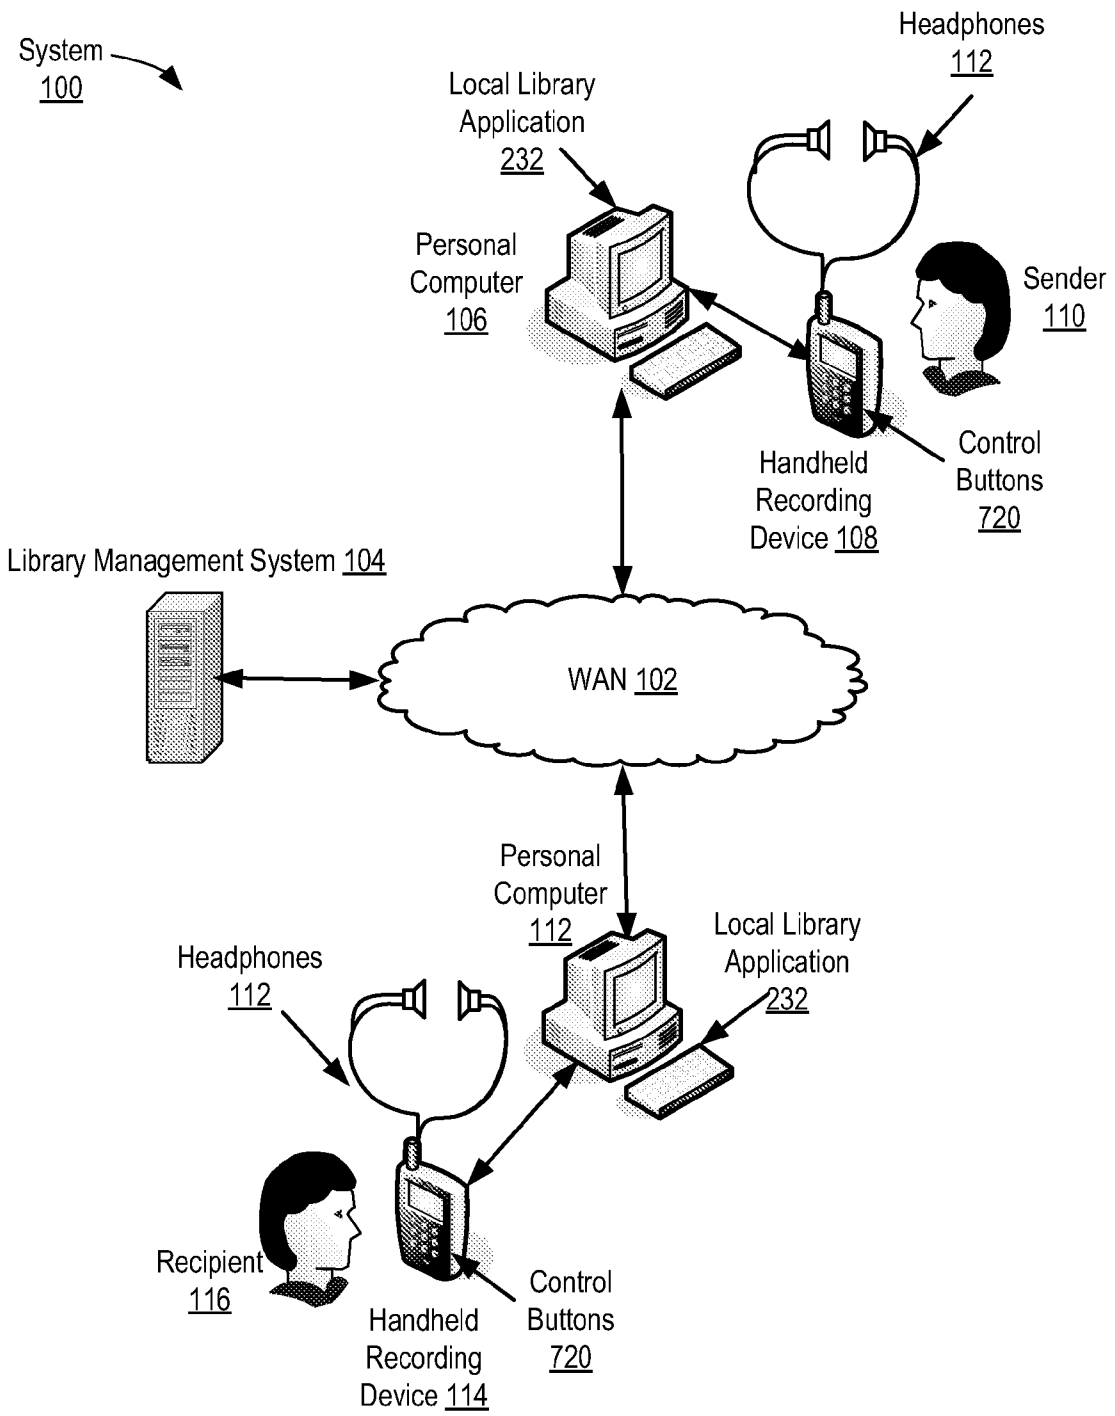 System
100
Headphones
112
Local Library
Application
232
Personal
Computer
106
Sender
110
Control
Buttons
720
Handheld
Recording
Device 108
Library Management System 104
WAN 102
Personal
Computer
112
Local Library
Application
232
Headphones
112
Recipient
116
Control
Buttons
720
Handheld
Recording
Device 114